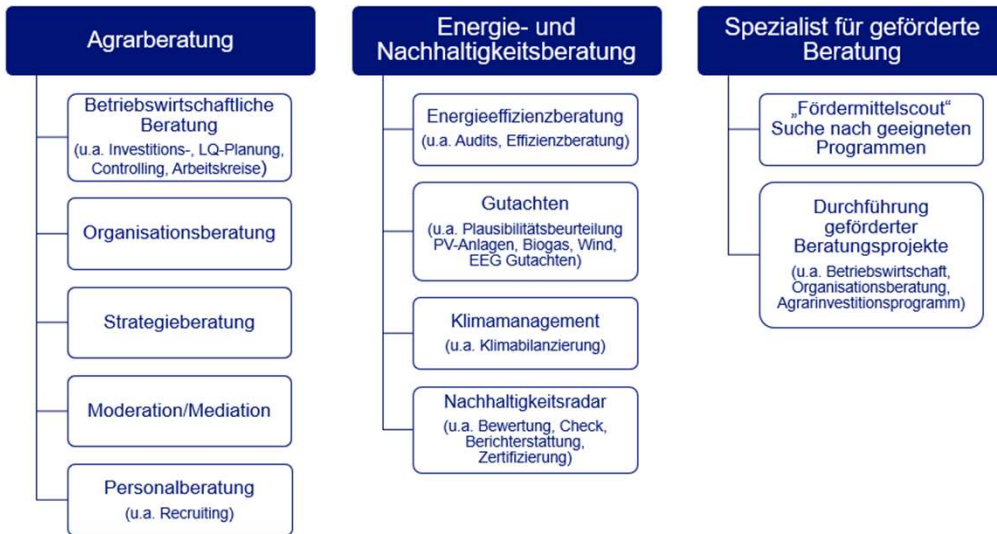 Agrarberatung
Betriebswirtschaftliche
Beratung
(u.a. Investitions-, LQ-Planung,
Controlling, Arbeitskreise)
Organisationsberatung
Strategieberatung
Moderation/Mediation
Personalberatung
(u.a. Recruiting)
Energie- und
Nachhaltigkeitsberatung
Energieeffizienzberatung
(u.a. Audits, Effizienzberatung)
Gutachten
(u.a. Plausibilitätsbeurteilung
PV-Anlagen, Biogas, Wind,
EEG Gutachten)
Klimamanagement
(u.a. Klimabilanzierung)
Nachhaltigkeitsradar
(u.a. Bewertung, Check,
Berichterstattung,
Zertifizierung)
Spezialist für geförderte
Beratung
„Fördermittelscout“
Suche nach geeigneten
Programmen
Durchführung
geförderter
Beratungsprojekte
(u.a. Betriebswirtschaft,
Organisationsberatung,
Agrarinvestitionsprogramm)